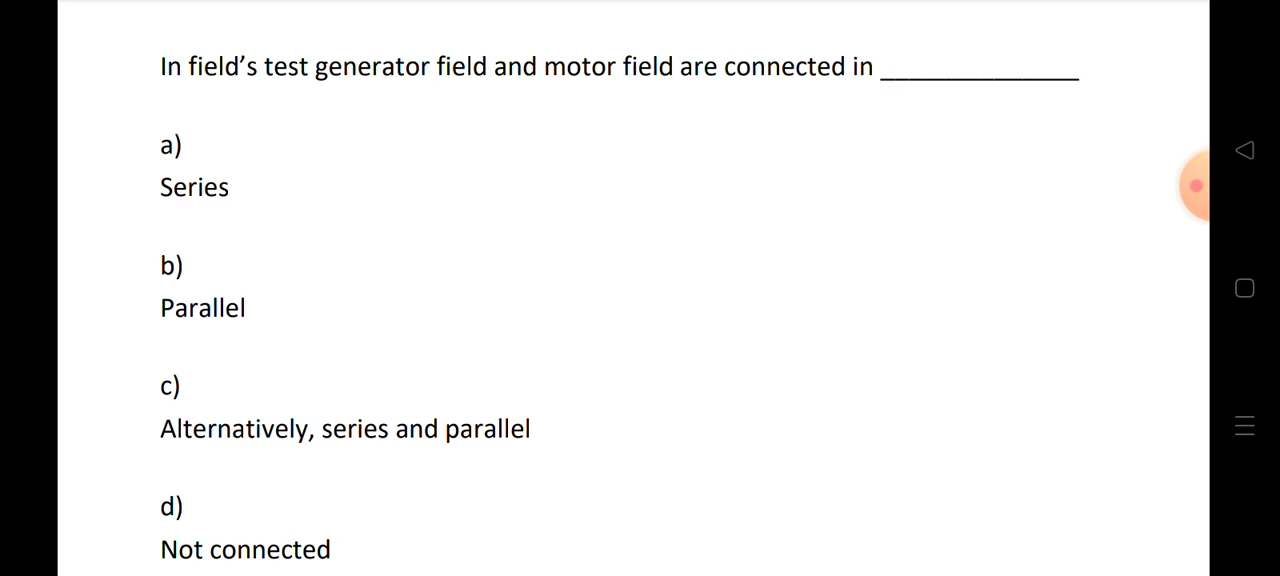 In field’s test generator field and motor field are connected in ______________
a)
Series
b)
Parallel
c)
Alternatively, series and parallel
d)
Not connected